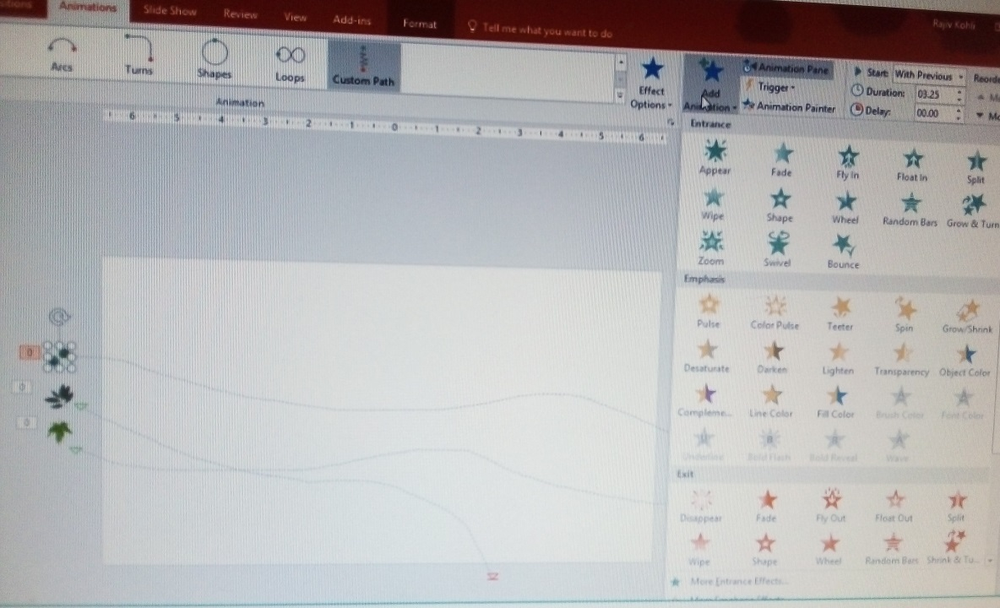 Animations Slide Show Review View Add-ins Format Tell me what you want to do Rajiv Kohli
Arcs Turns Shapes Loops Custom Path
Animation
Effect
Options
Add
Animation
Animation Pane
Trigger
Animation Painter
Start: With Previous
Duration: 03.25
Delay: 00.00
6 5 4 3 2 1 0 1 2 3 4 5 6
0
0
0
Entrance
Appear Fade Fly In Float In Split
Wipe Shape Wheel Random Bars Grow & Turn
Zoom Swivel Bounce
Emphasis
Pulse Color Pulse Teeter Spin Grow/Shrink
Desaturate Darken Lighten Transparency Object Color
Compleme... Line Color Fill Color Brush Color Font Color
Underline Bold Flash Bold Reveal Wave
Exit
Disappear Fade Fly Out Float Out Split
Wipe Shape Wheel Random Bars Shrink & Tu...
More Entrance Effects...